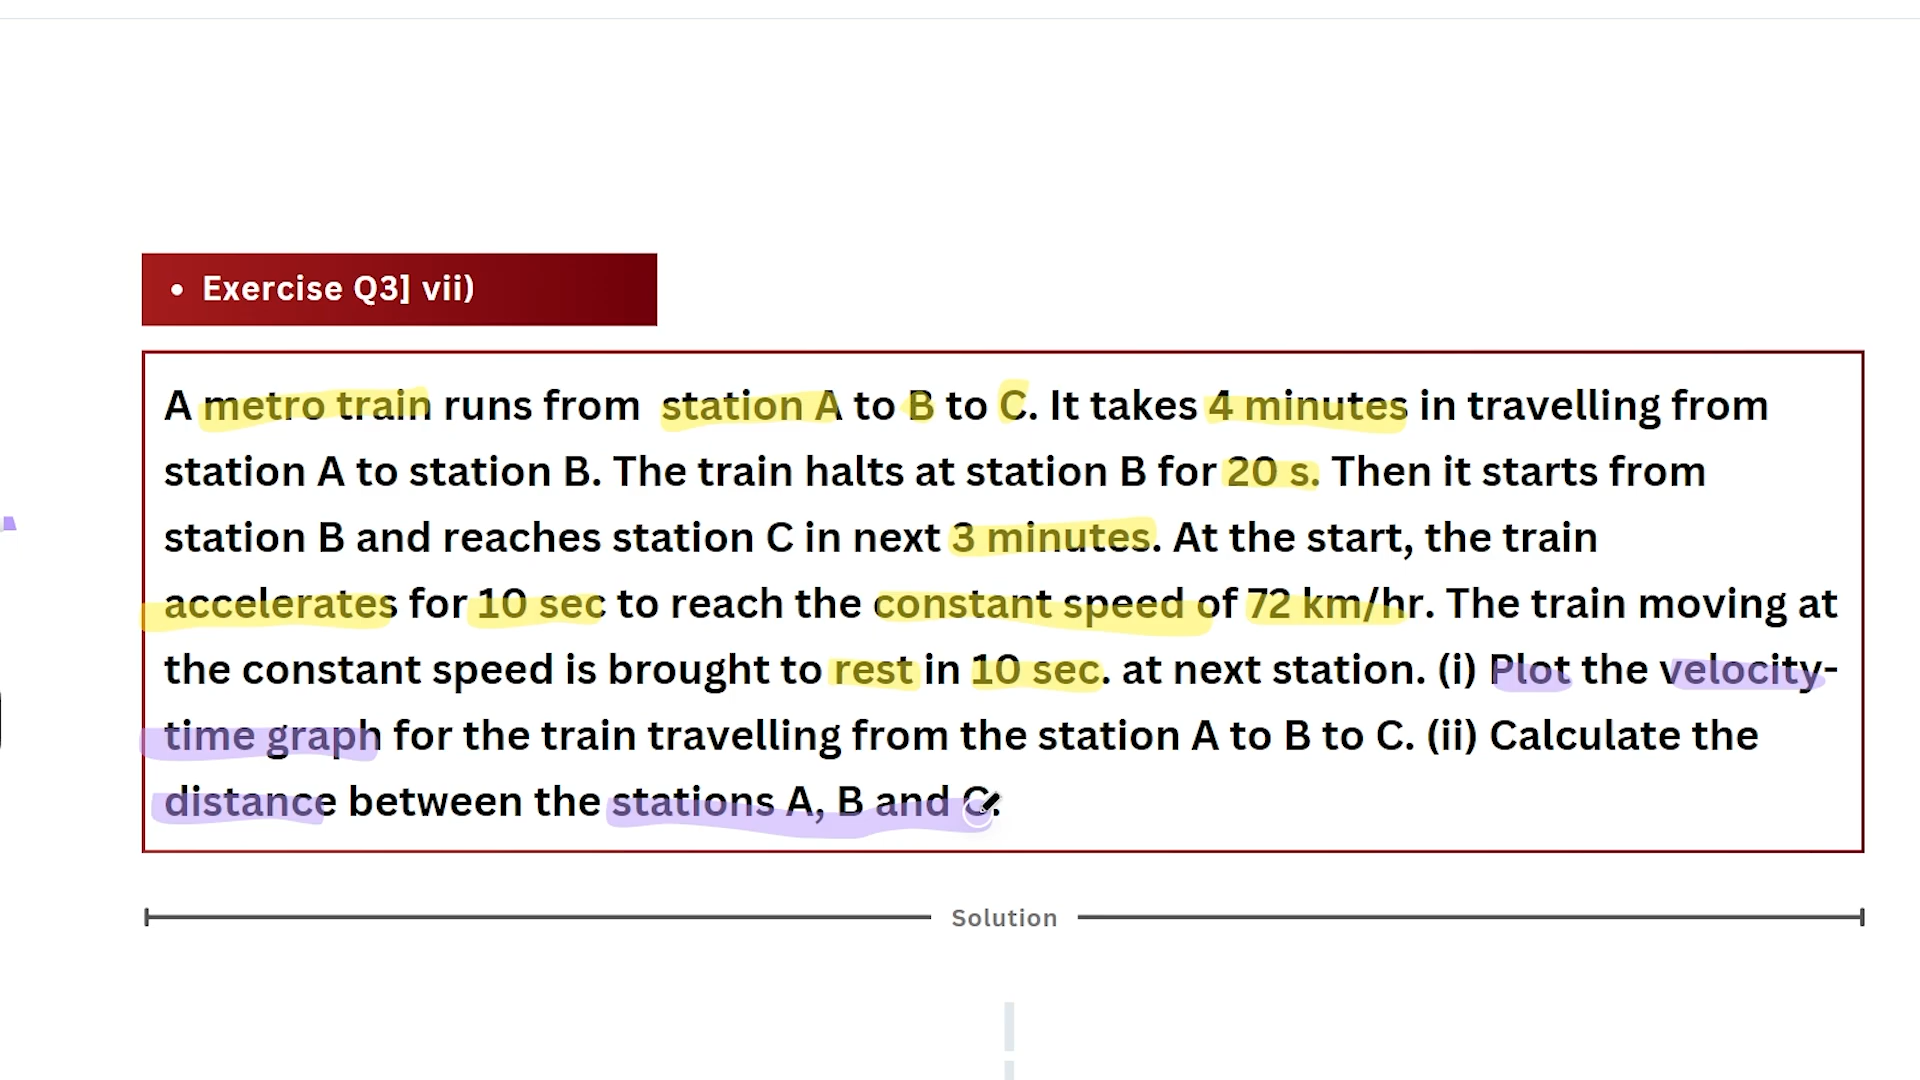 • Exercise Q3] vii)
A metro train runs from station A to B to C. It takes 4 minutes in travelling from
station A to station B. The train halts at station B for 20 s. Then it starts from
station B and reaches station C in next 3 minutes. At the start, the train
accelerates for 10 sec to reach the constant speed of 72 km/hr. The train moving at
the constant speed is brought to rest in 10 sec. at next station. (i) Plot the velocity-
time graph for the train travelling from the station A to B to C. (ii) Calculate the
distance between the stations A, B and C.
Solution